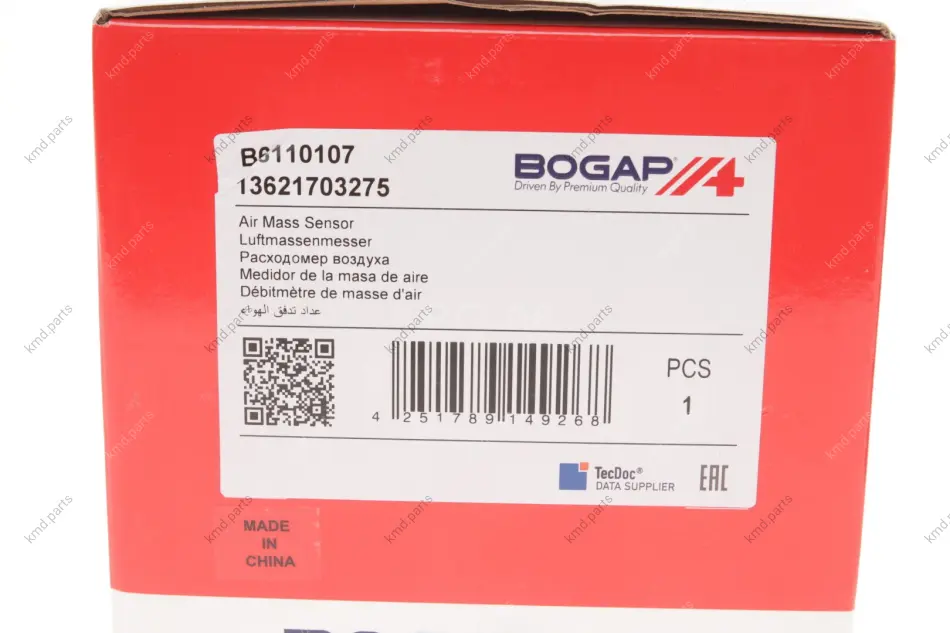 B6110107
13621703275
BOGAP
Driven By Premium Quality
Air Mass Sensor
Luftmassenmesser
Расходомер воздуха
Medidor de la masa de aire
Débitmètre de masse d'air
عداد تدفق الهواء
4 251789 149268
PCS
1
TecDoc®
DATA SUPPLIER
EAC
MADE
IN
CHINA
kmd.parts